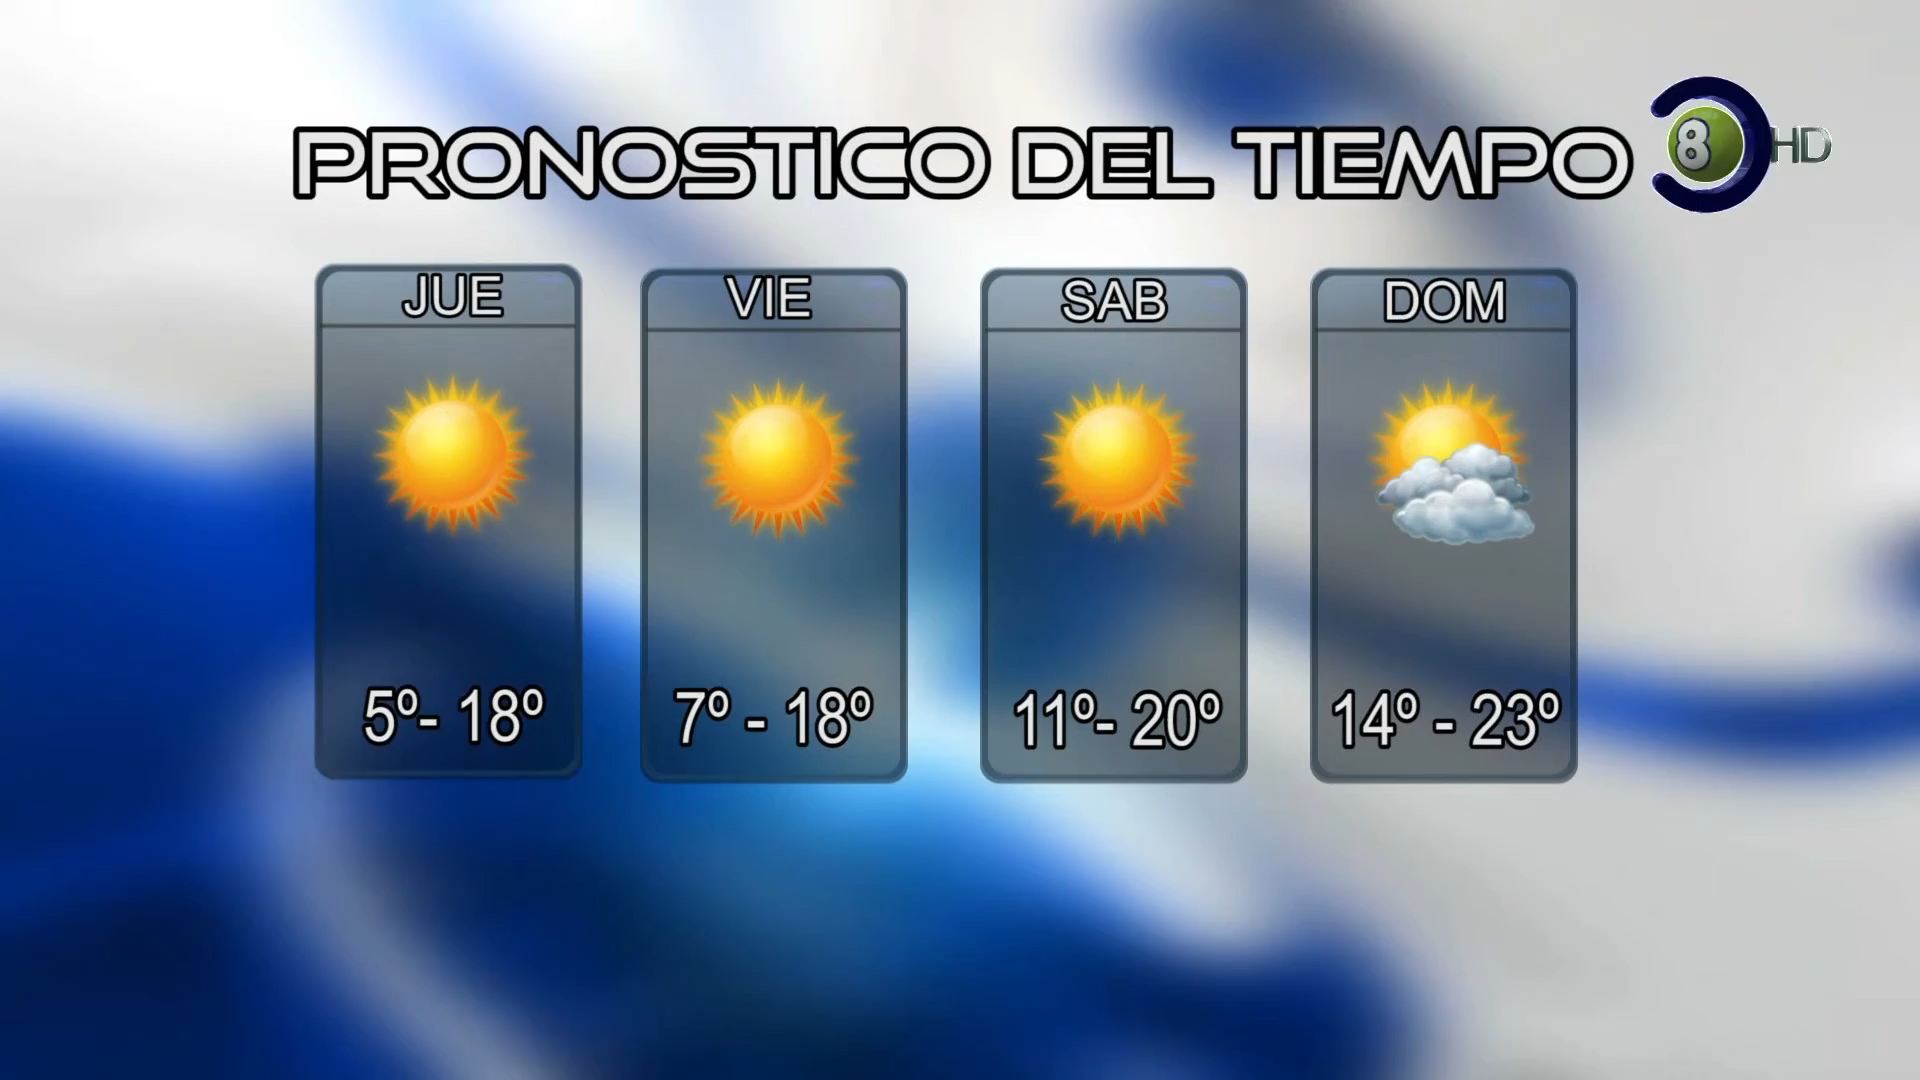 PRONOSTICO DEL TIEMPO
8 HD
JUE
VIE
SAB
DOM
5º- 18º
7º - 18º
11º- 20º
14º - 23º